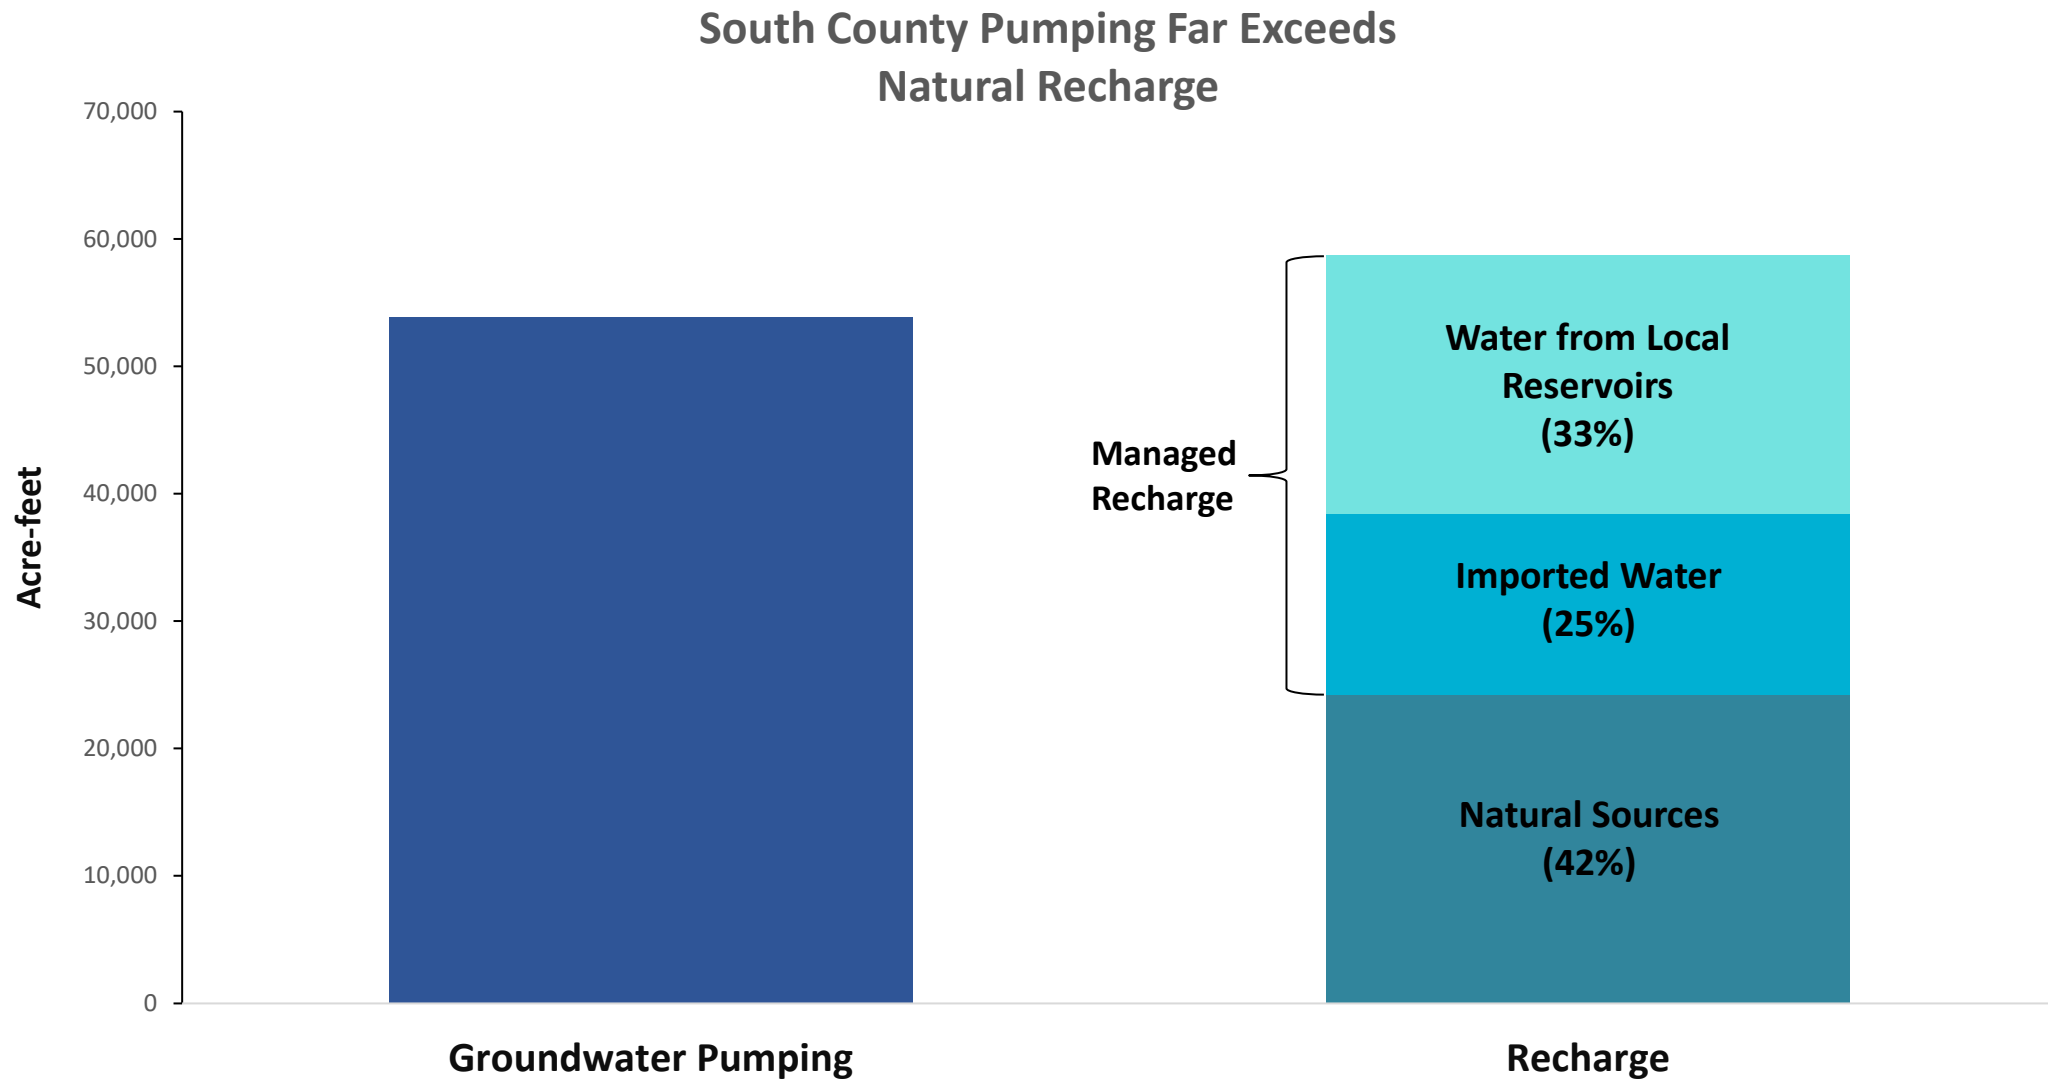 South County Pumping Far Exceeds
Natural Recharge
70,000
60,000
50,000
40,000
30,000
20,000
10,000
0
Acre-feet
Managed
Recharge
Water from Local
Reservoirs
(33%)
Imported Water
(25%)
Natural Sources
(42%)
Groundwater Pumping
Recharge